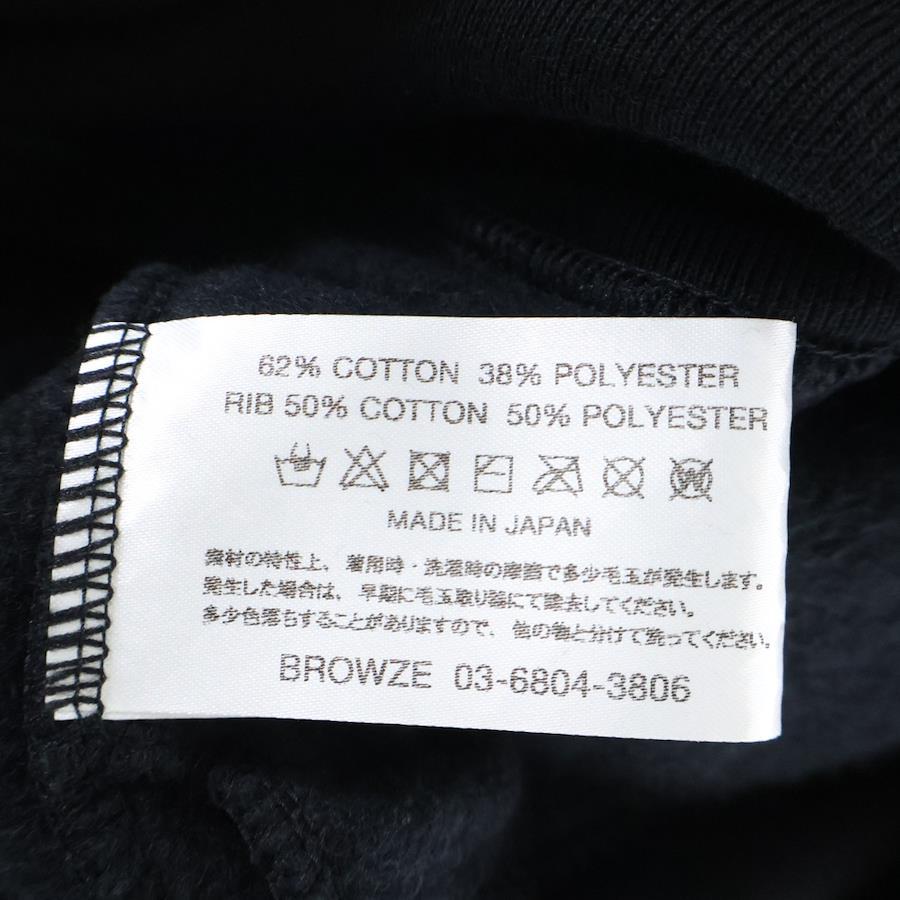 62% COTTON 38% POLYESTER
RIB 50% COTTON 50% POLYESTER
MADE IN JAPAN
素材の特性上、着用時・洗濯時の摩擦で多少毛玉が発生します。
発生した場合は、早期に毛玉取り器にて除去してください。
多少色落ちすることがありますので、他の物と分けて洗ってください。
BROWZE 03-6804-3806